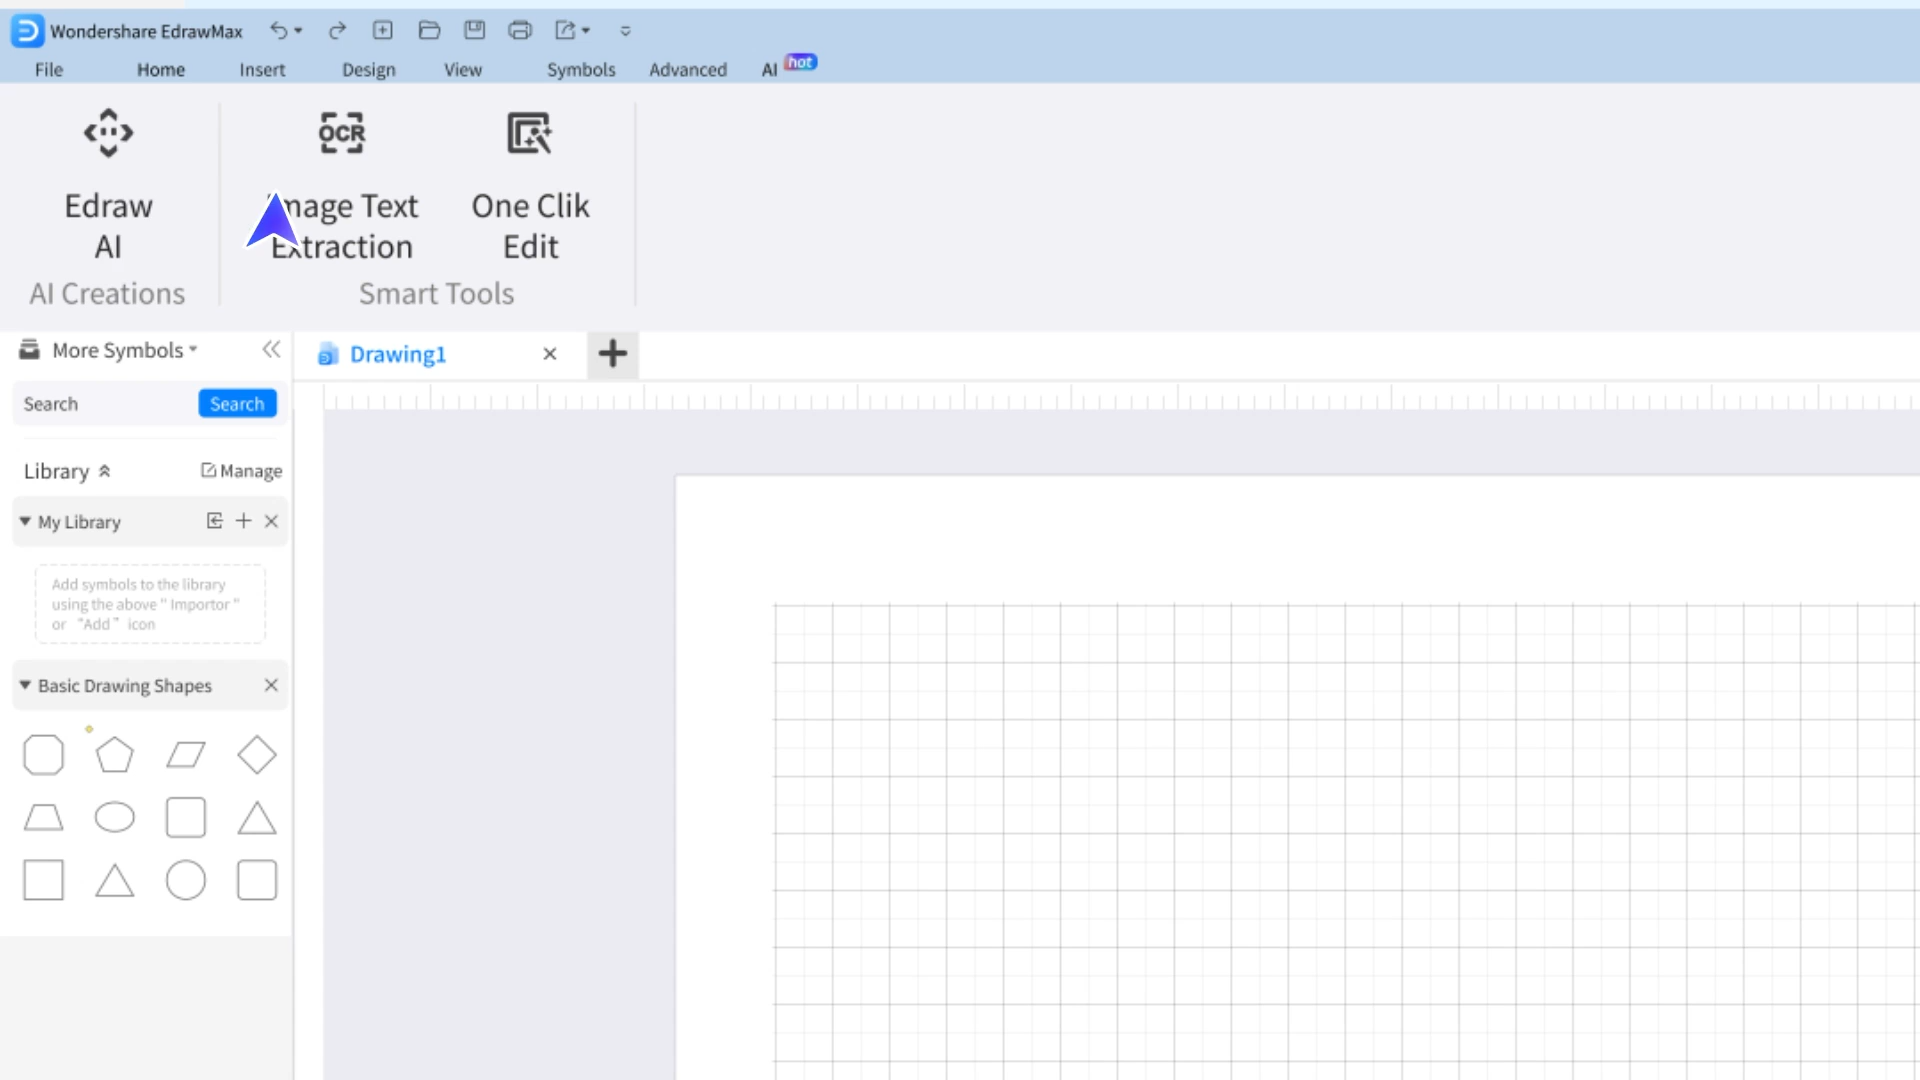 Wondershare EdrawMax
File Home Insert Design View Symbols Advanced AI hot
OCR
Edraw
AI
Image Text
Extraction
One Clik
Edit
AI Creations
Smart Tools
More Symbols
Drawing1
Search Search
Library Manage
My Library
Add symbols to the library
using the above " Importor "
or "Add" icon
Basic Drawing Shapes